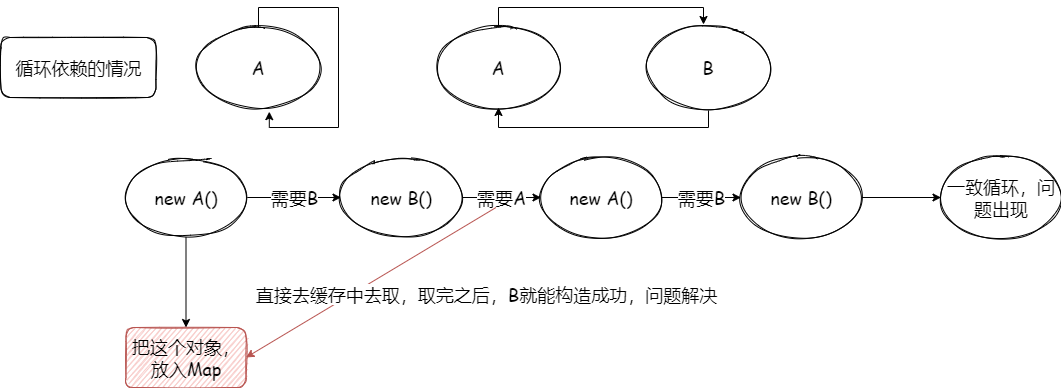 循环依赖的情况
A
A
B
new A()
需要B
new B()
需要A
new A()
需要B
new B()
一致循环，问
题出现
直接去缓存中去取，取完之后，B就能构造成功，问题解决
把这个对象，
放入Map